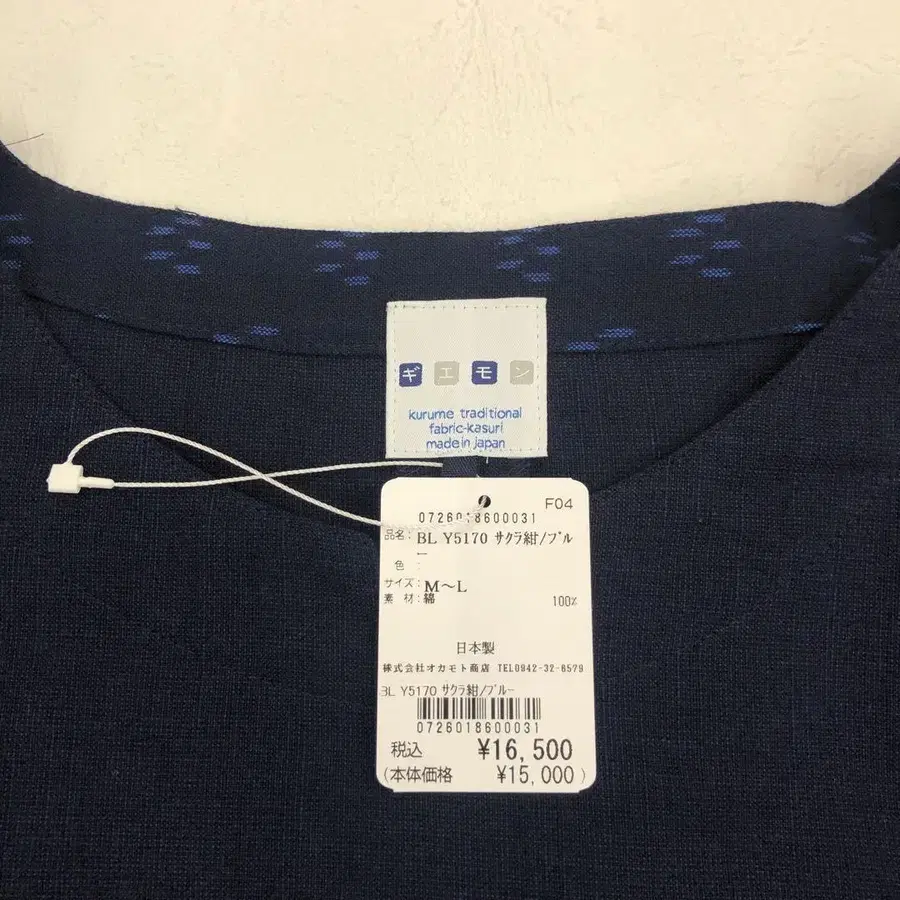 ギエモン
kurume traditional
fabric-kasuri
made in japan
F04
0726018600031
品名: BL Y5170 サクラ紺/ブル
ー
色 :
サイズ: M〜L
素 材: 綿 100%
日本製
株式会社オカモト商店 TEL0942-32-6579
BL Y5170 サクラ紺/ブルー
0726018600031
税込 ¥16,500
(本体価格 ¥15,000)